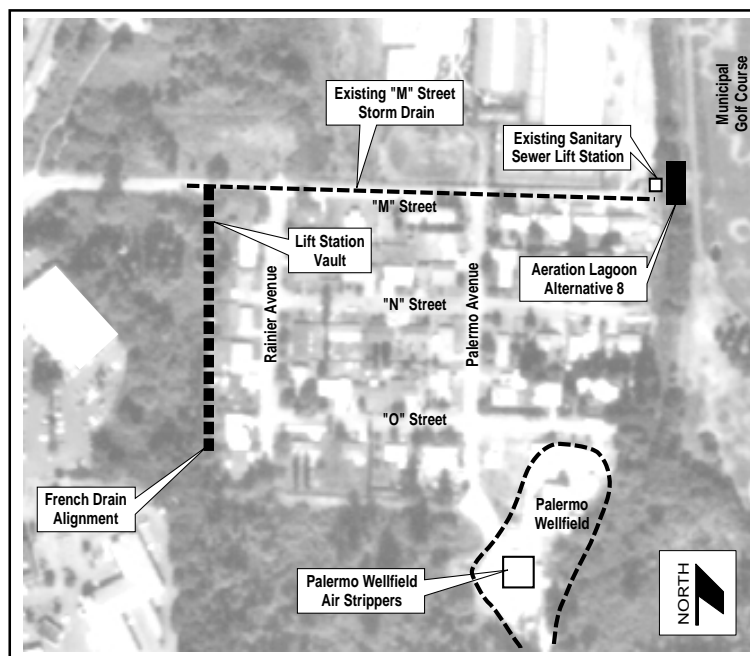 Existing "M" Street
Storm Drain
Municipal
Golf Course
Existing Sanitary
Sewer Lift Station
"M" Street
Lift Station
Vault
Aeration Lagoon
Alternative 8
Rainier Avenue
"N" Street
Palermo Avenue
"O" Street
French Drain
Alignment
Palermo
Wellfield
Palermo Wellfield
Air Strippers
NORTH